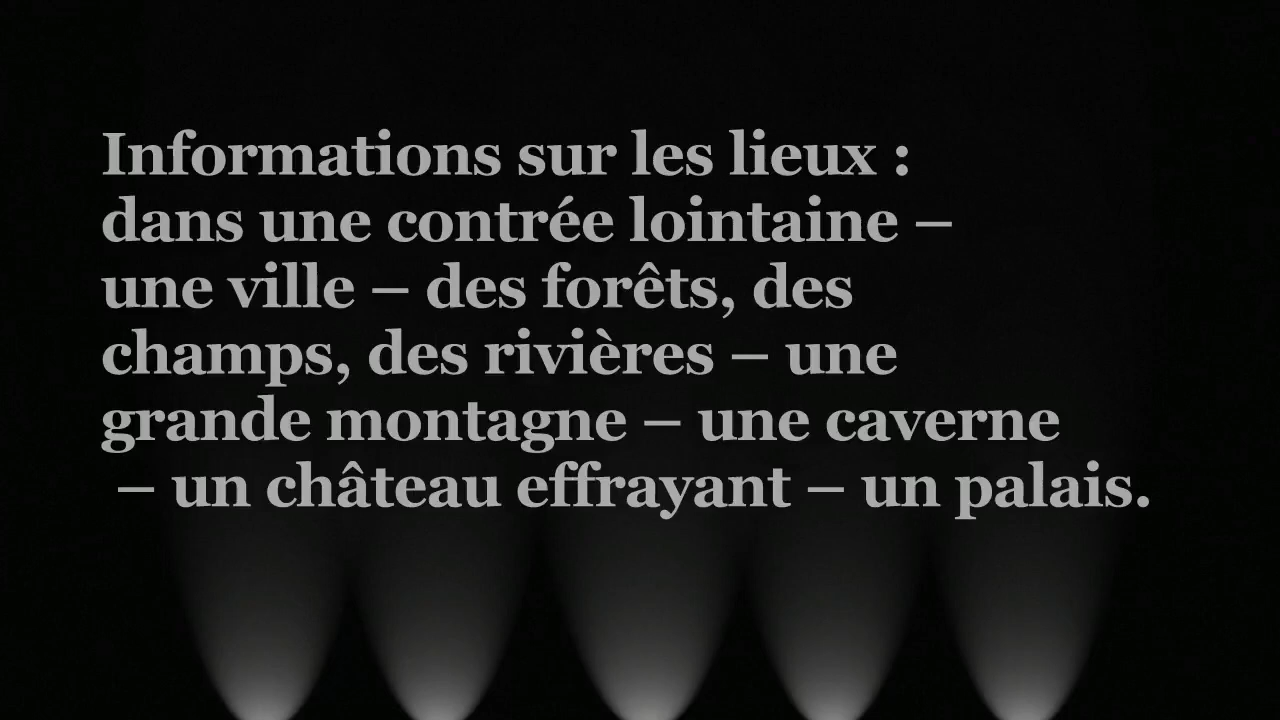 Informations sur les lieux :
dans une contrée lointaine –
une ville – des forêts, des
champs, des rivières – une
grande montagne – une caverne
– un château effrayant – un palais.